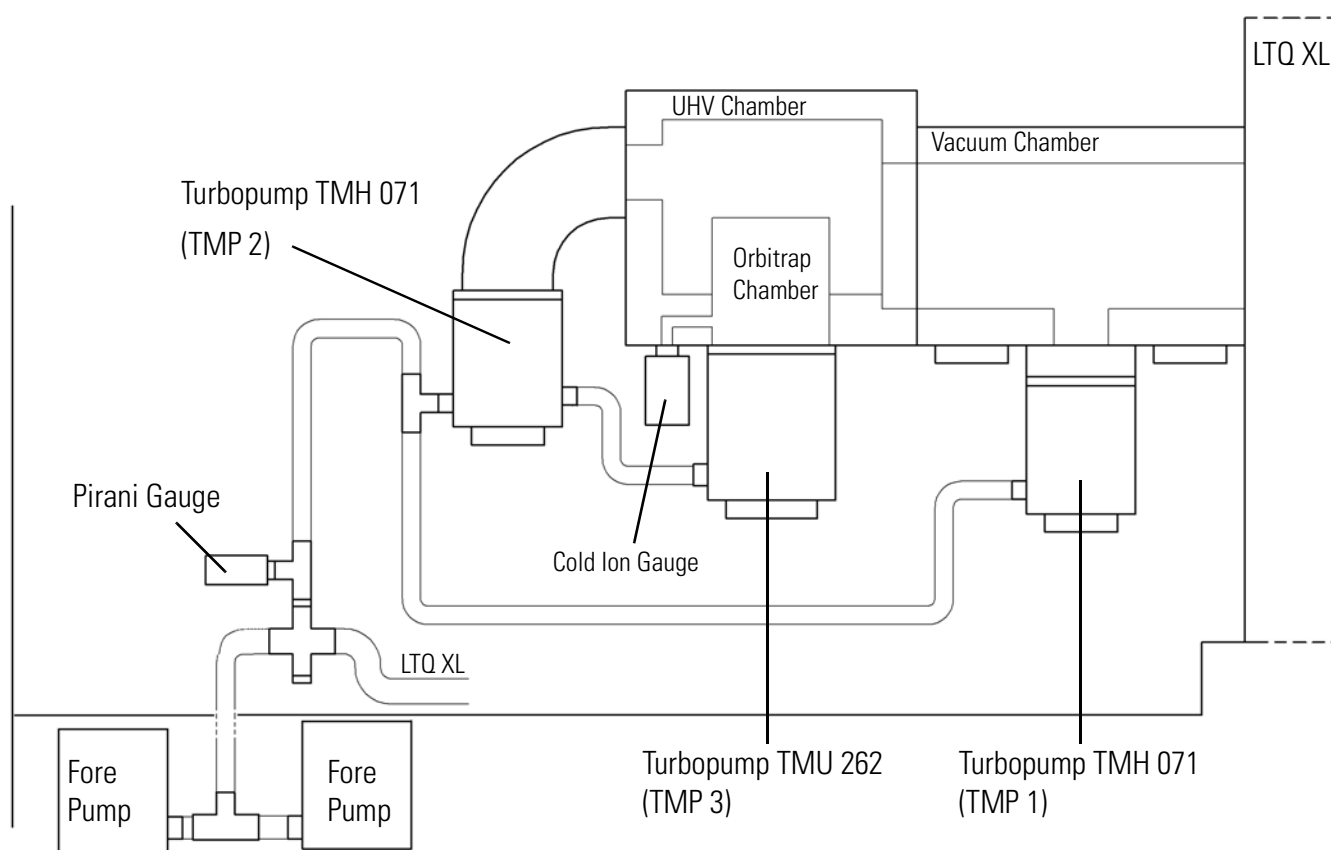 LTQ XL
UHV Chamber
Vacuum Chamber
Turbopump TMH 071
(TMP 2)
Orbitrap
Chamber
Pirani Gauge
Cold Ion Gauge
LTQ XL
Fore
Pump
Fore
Pump
Turbopump TMU 262
(TMP 3)
Turbopump TMH 071
(TMP 1)